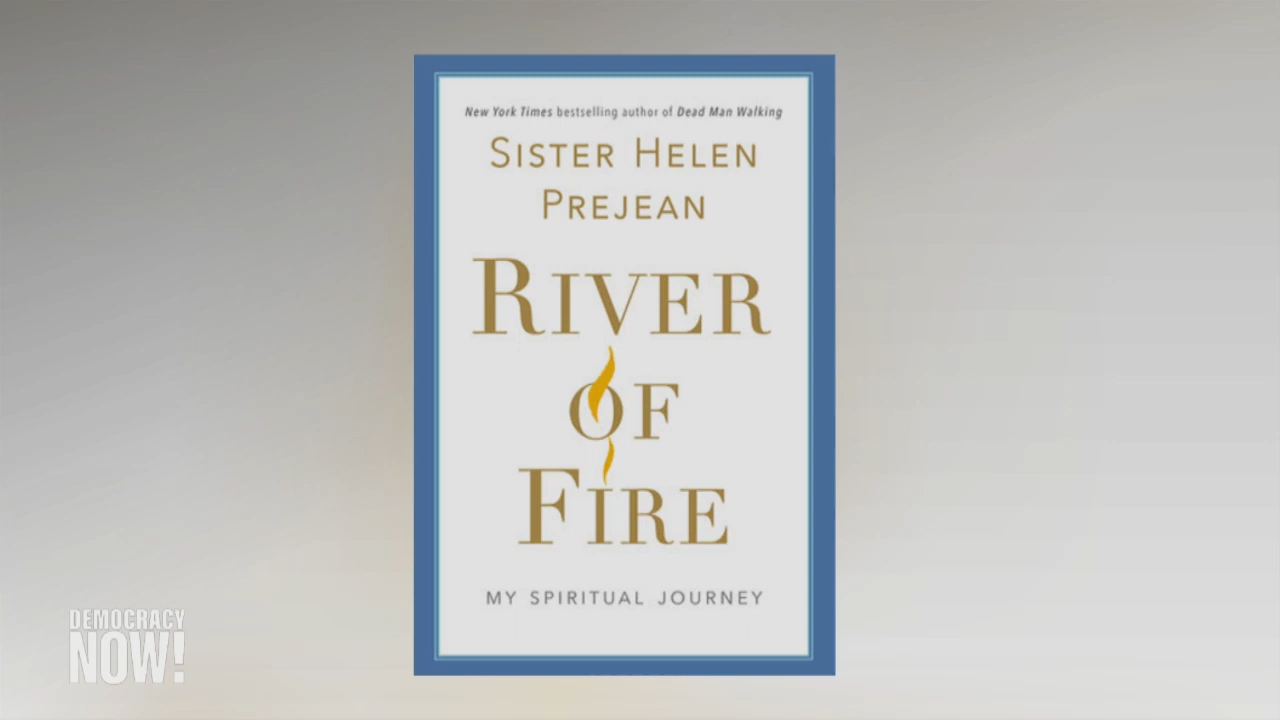 New York Times bestselling author of Dead Man Walking
SISTER HELEN
PREJEAN
RIVER
OF
FIRE
MY SPIRITUAL JOURNEY
DEMOCRACY
NOW!